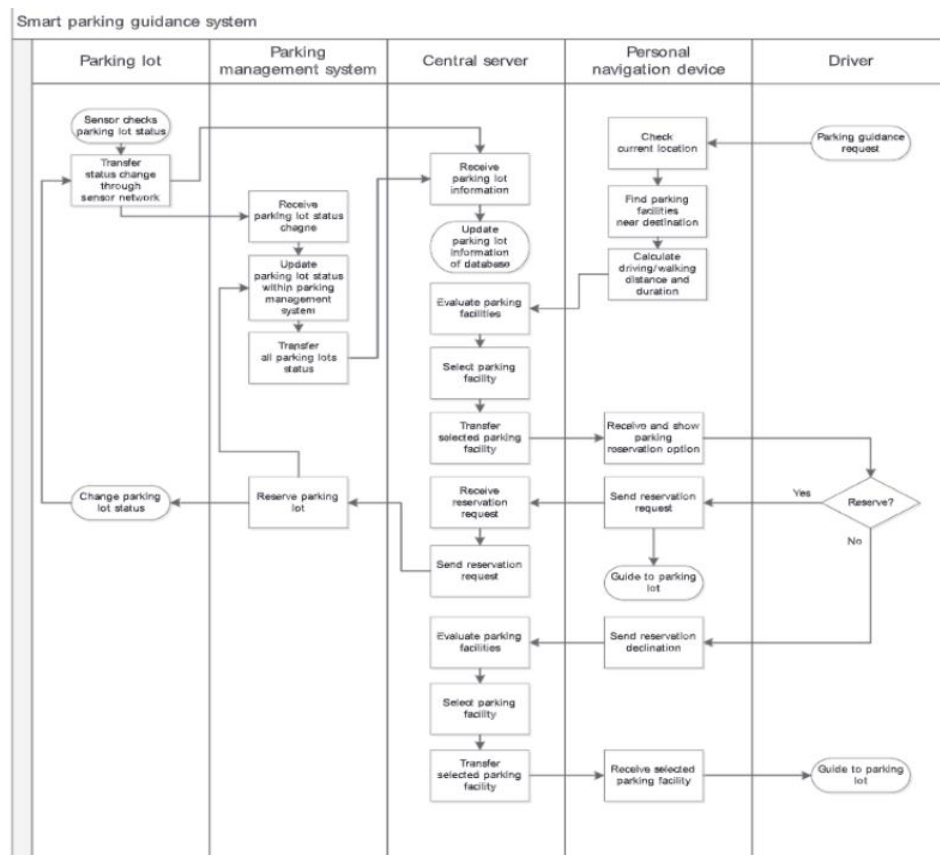 Smart parking guidance system
Parking lot
Parking
management system
Central server
Personal
navigation device
Driver
Sensor checks
parking lot status
Transfer
status change
through
sensor network
Receive
parking lot status
chagne
Update
parking lot status
within parking
management
system
Transfer
all parking lots
status
Receive
parking lot
information
Update
parking lot
information
of database
Check
current location
Parking guidance
request
Find parking
facilities
near destination
Calculate
driving/walking
distance and
duration
Evaluate parking
facilities
Select parking
facility
Transfer
selected parking
facility
Receive and show
parking
reservation option
Change parking
lot status
Reserve parking
lot
Receive
reservation
request
Send reservation
request
Yes
Reserve?
No
Send reservation
request
Guide to parking
lot
Evaluate parking
facilities
Send reservation
declination
Select parking
facility
Transfer
selected parking
facility
Receive selected
parking facility
Guide to parking
lot